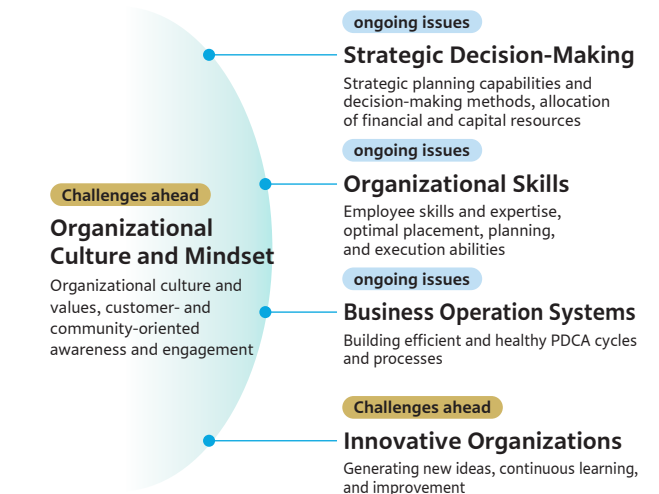 Challenges ahead
Organizational
Culture and Mindset
Organizational culture and
values, customer- and
community-oriented
awareness and engagement
ongoing issues
Strategic Decision-Making
Strategic planning capabilities and
decision-making methods, allocation
of financial and capital resources
ongoing issues
Organizational Skills
Employee skills and expertise,
optimal placement, planning,
and execution abilities
ongoing issues
Business Operation Systems
Building efficient and healthy PDCA cycles
and processes
Challenges ahead
Innovative Organizations
Generating new ideas, continuous learning,
and improvement